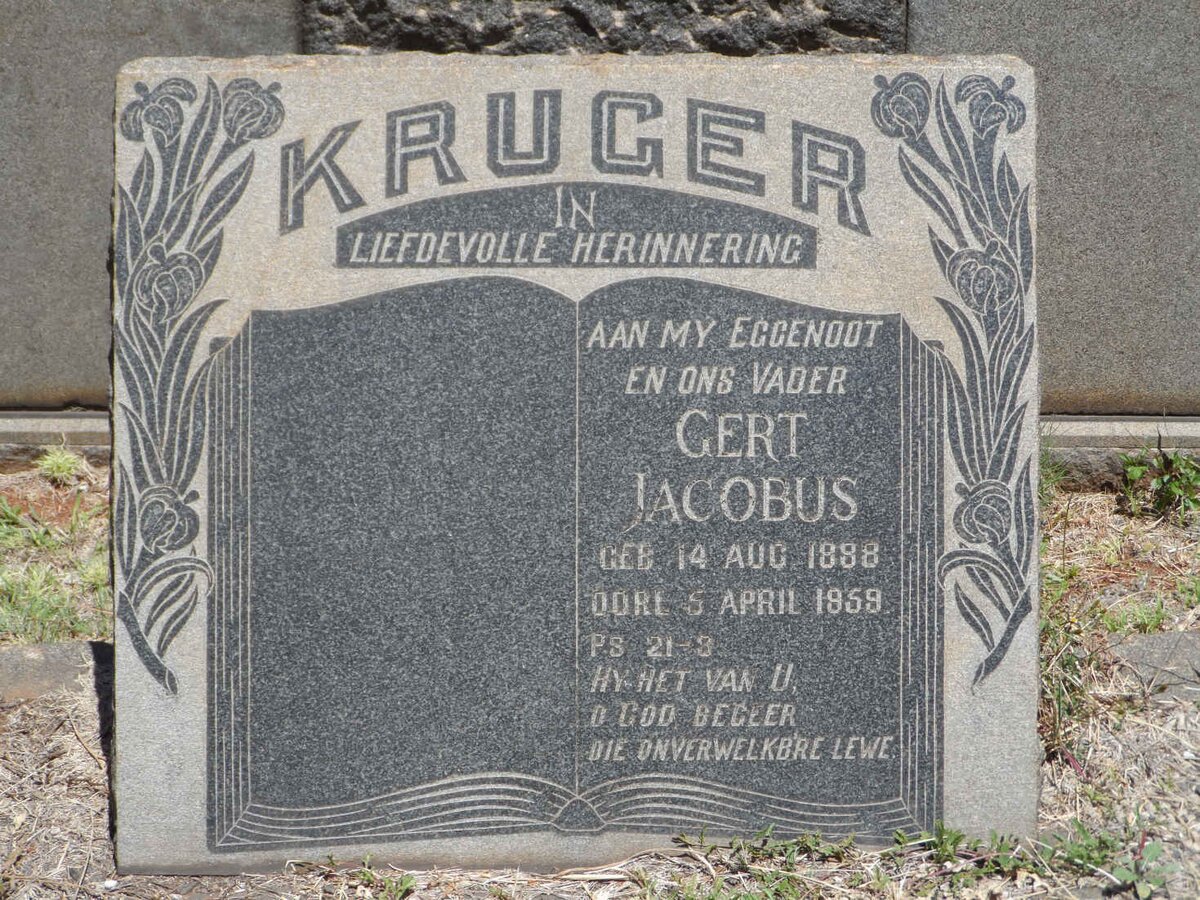 KRUGER
IN
LIEFDEVOLLE HERINNERING
AAN MY EGGENOOT
EN ONS VADER
GERT
JACOBUS
GEB 14 AUG 1888
OORL 5 APRIL 1959
PS 21-3
HY HET VAN U,
O GOD BEGEER
DIE ONVERWELKBRE LEWE